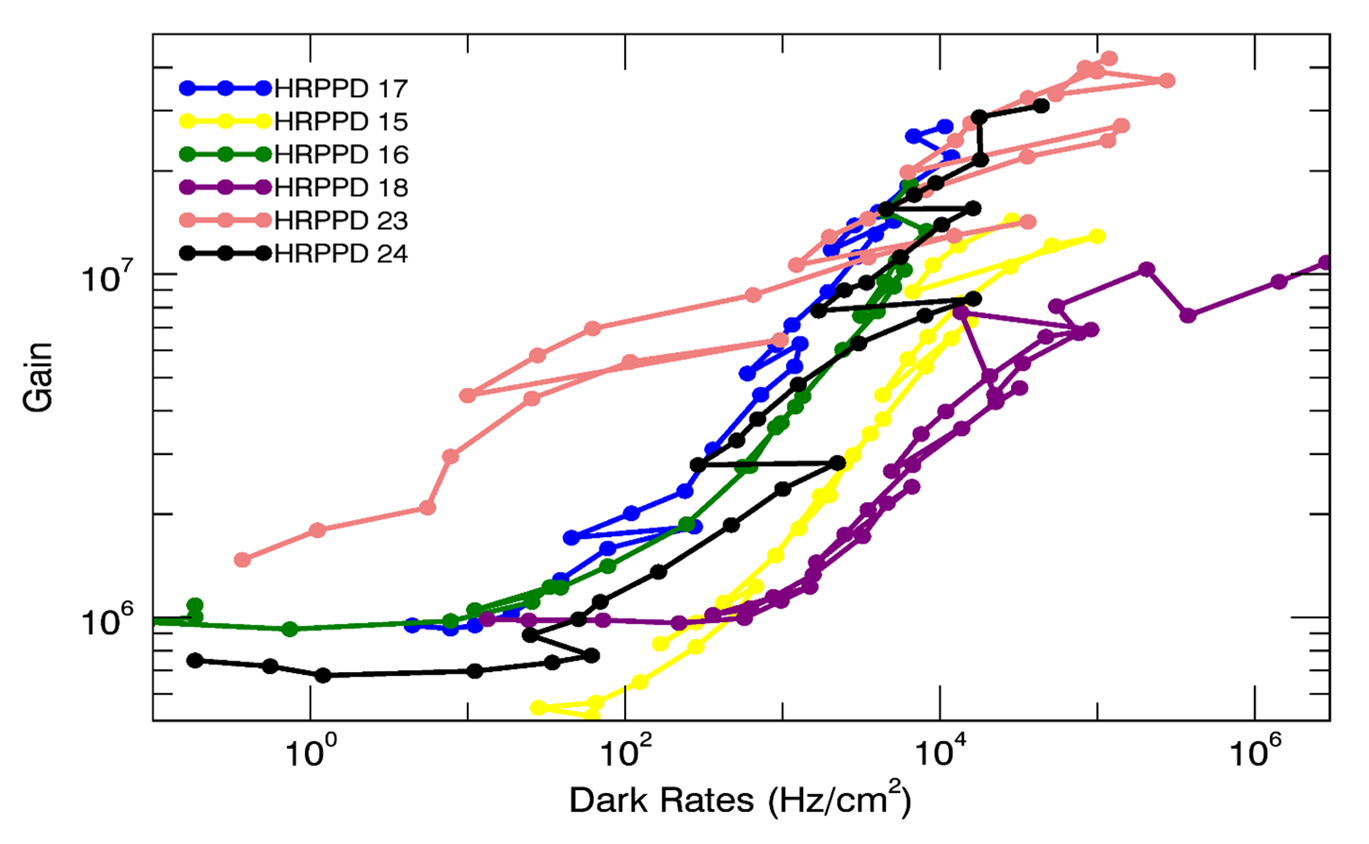 HRPPD 17
HRPPD 15
HRPPD 16
HRPPD 18
HRPPD 23
HRPPD 24
Gain
10⁷
10⁶
10⁰ 10² 10⁴ 10⁶
Dark Rates (Hz/cm²)